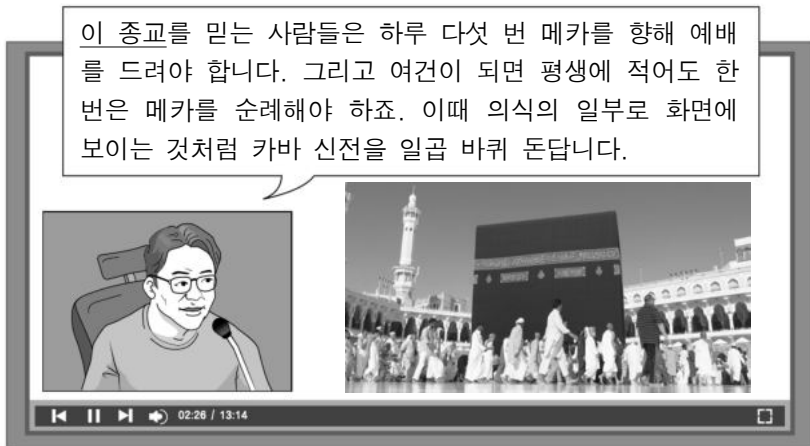 이 종교를 믿는 사람들은 하루 다섯 번 메카를 향해 예배
를 드려야 합니다. 그리고 여건이 되면 평생에 적어도 한
번은 메카를 순례해야 하죠. 이때 의식의 일부로 화면에
보이는 것처럼 카바 신전을 일곱 바퀴 돈답니다.
02:26 / 13:14